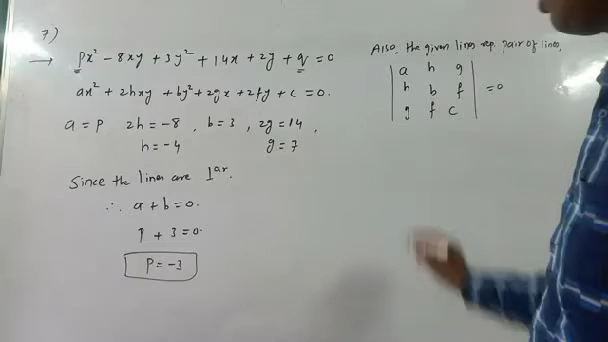 7)
→ px² - 8xy + 3y² + 14x + 2y + q = 0
ax² + 2hxy + by² + 2gx + 2fy + c = 0.
a = p 2h = -8 , b = 3 , 2g = 14 ,
h = -4 g = 7
Since the lines are ⊥ar.
∴ a + b = 0.
p + 3 = 0.
P = -3
Also, the given lines rep. pair of lines,
| a h g |
| h b f | = 0
| g f c |